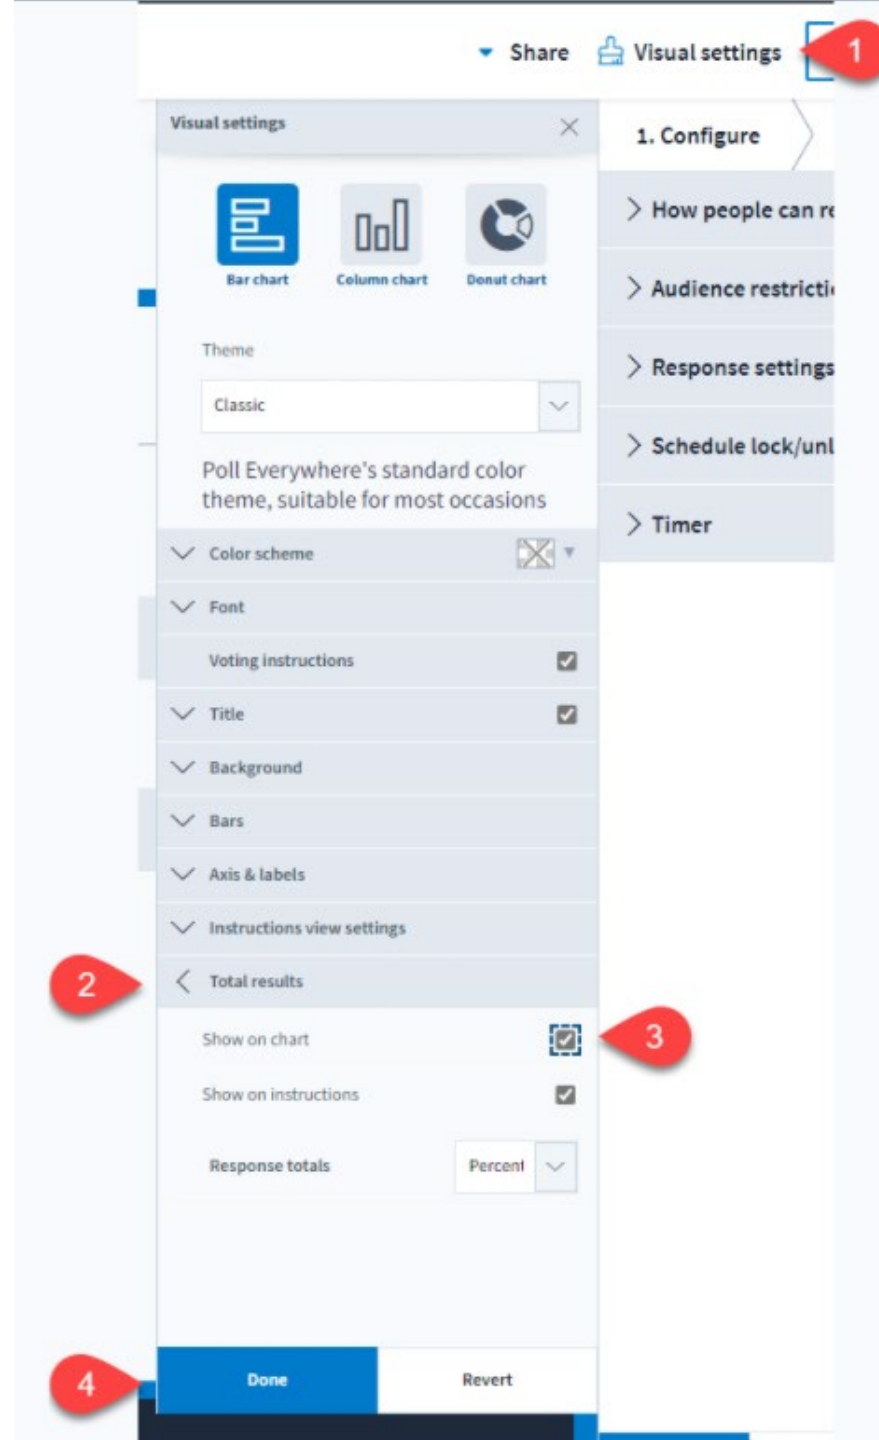 Share
Visual settings
1
Visual settings
Bar chart
Column chart
Donut chart
Theme
Classic
Poll Everywhere's standard color
theme, suitable for most occasions
Color scheme
Font
Voting instructions
Title
Background
Bars
Axis & labels
Instructions view settings
2
Total results
Show on chart
3
Show on instructions
Response totals
Percent
4
Done
Revert
1. Configure
How people can re
Audience restricti
Response settings
Schedule lock/unl
Timer